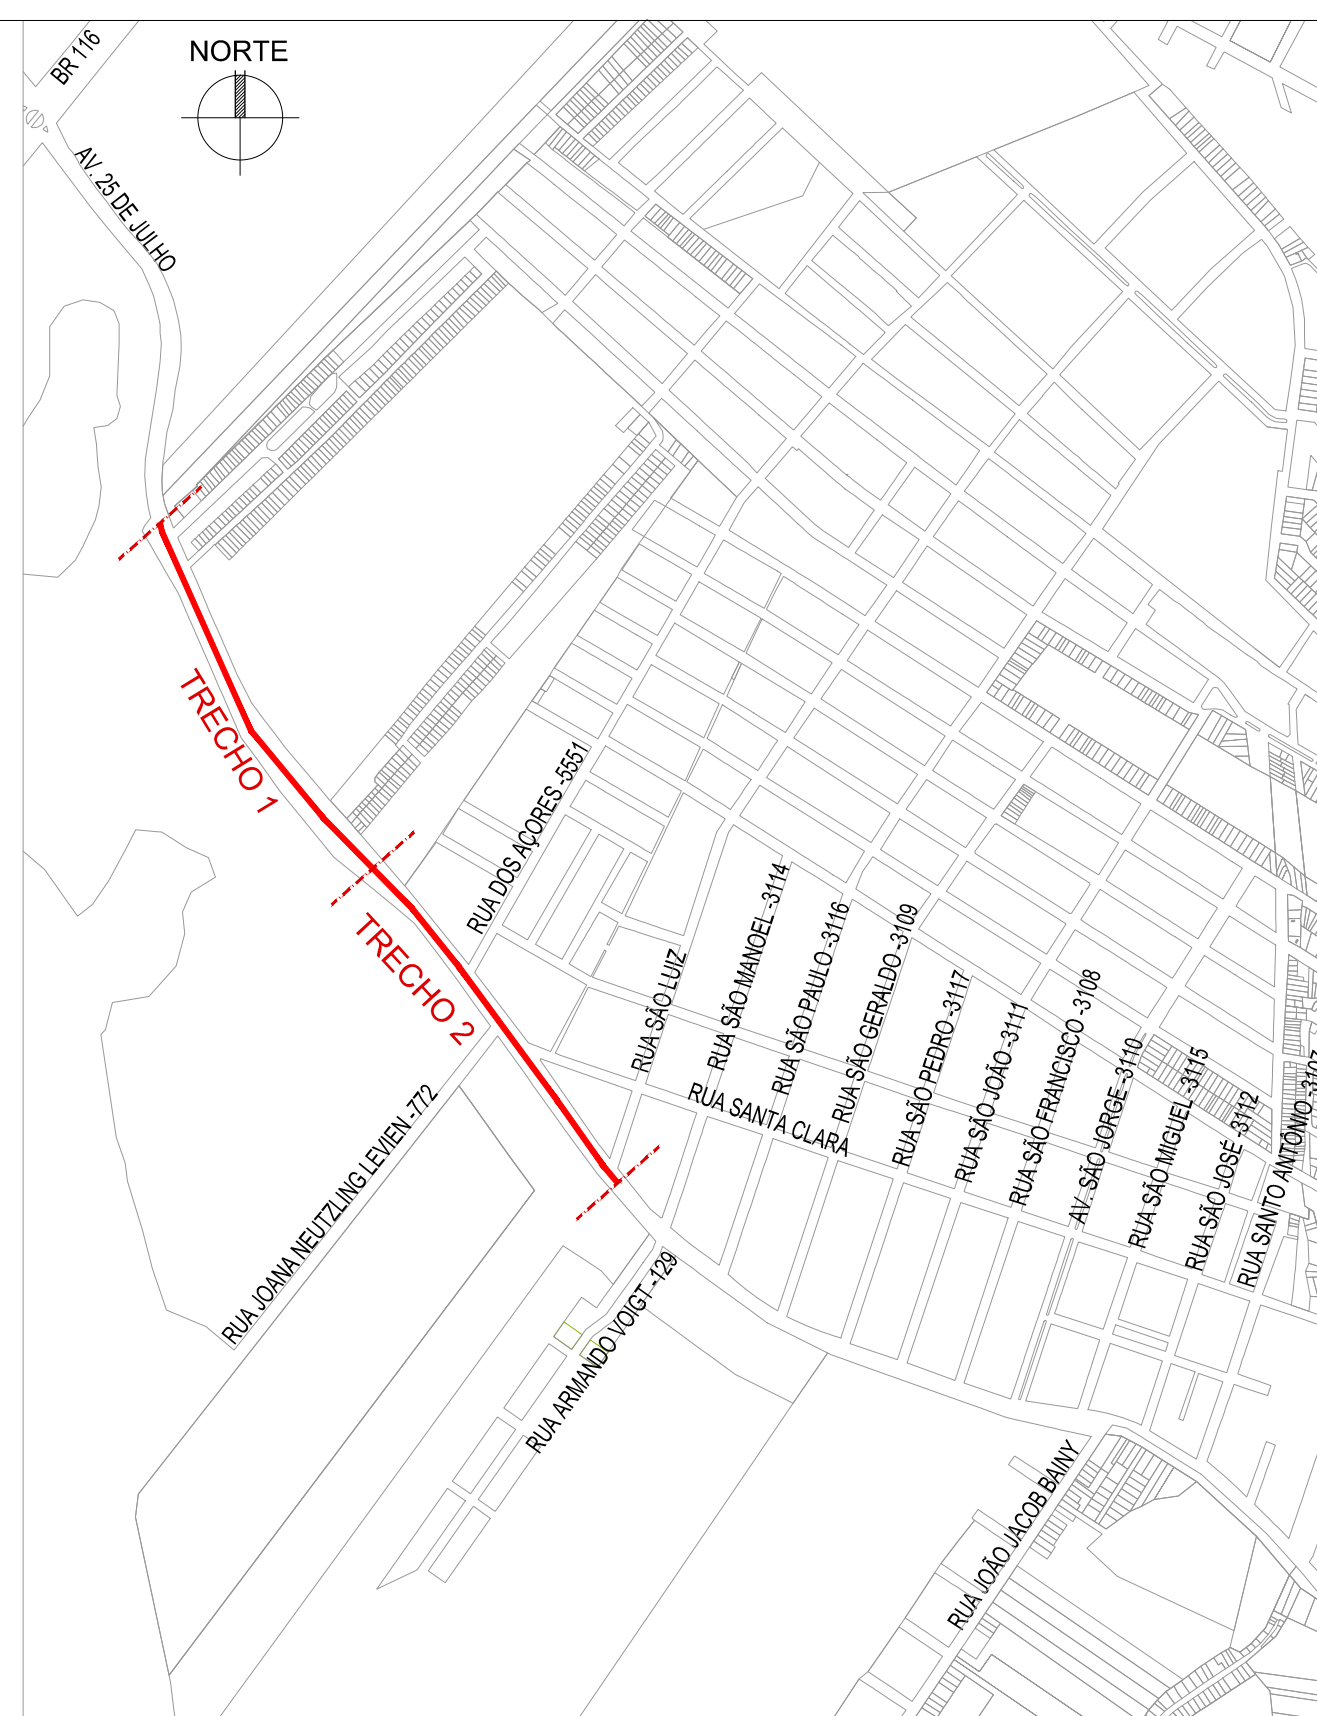 NORTE
BR 116
AV. 25 DE JULHO
TRECHO 1
RUA DOS AÇORES -5551
TRECHO 2
RUA SÃO LUIZ
RUA SÃO MANOEL -3114
RUA SÃO PAULO -3116
RUA SÃO GERALDO -3109
RUA SÃO PEDRO -3117
RUA SÃO JOÃO -3111
RUA SÃO FRANCISCO -3108
AV. SÃO JORGE -3110
RUA SÃO MIGUEL -3115
RUA SÃO JOSÉ -3112
RUA SANTO ANTÔNIO -3107
RUA SANTA CLARA
RUA JOANA NEUTZLING LEVIEN -772
RUA ARMANDO VOIGT -129
RUA JOÃO JACOB BAINY